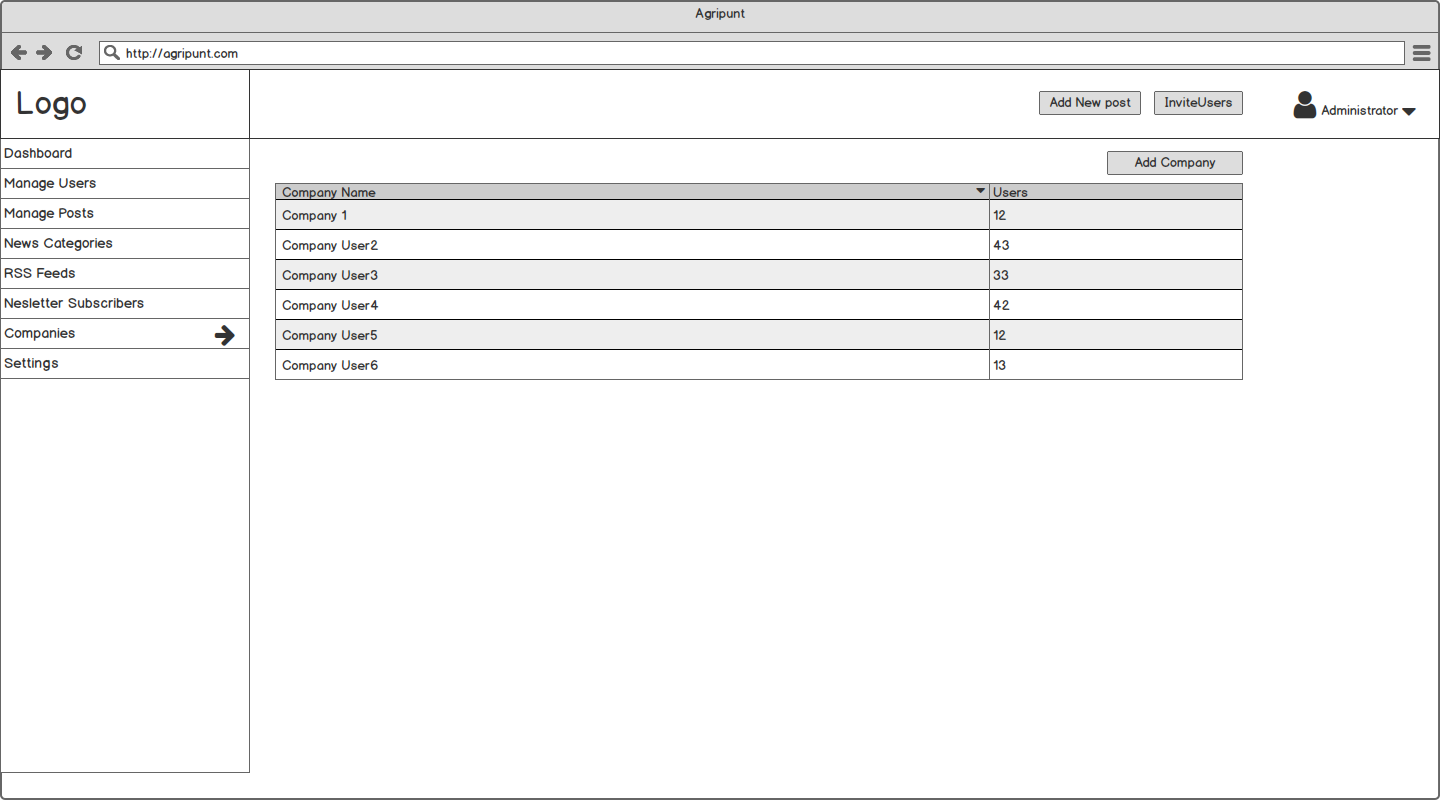 Agripunt
http://agripunt.com
Logo
Add New post
InviteUsers
Administrator
Dashboard
Manage Users
Manage Posts
News Categories
RSS Feeds
Nesletter Subscribers
Companies
Settings
Add Company
Company Name Users
Company 1 12
Company User2 43
Company User3 33
Company User4 42
Company User5 12
Company User6 13